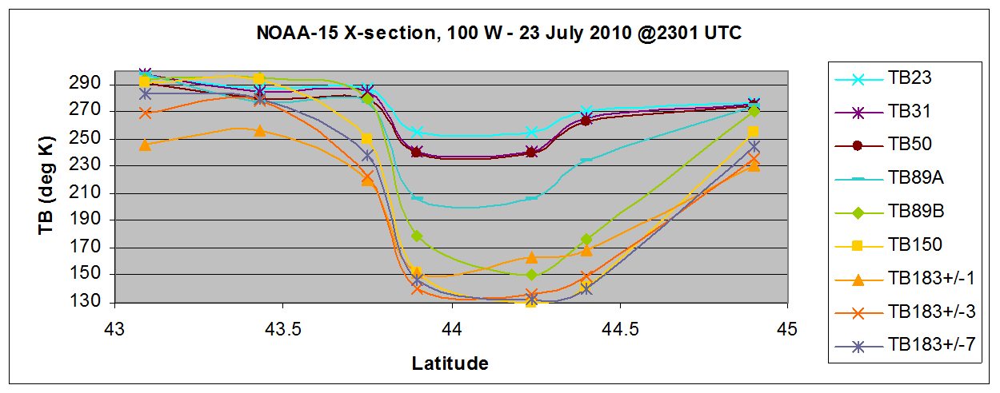 NOAA-15 X-section, 100 W - 23 July 2010 @2301 UTC
290
270
250
230
210
190
170
150
130
TB (deg K)
43
43.5
44
44.5
45
Latitude
TB23
TB31
TB50
TB89A
TB89B
TB150
TB183+/-1
TB183+/-3
TB183+/-7